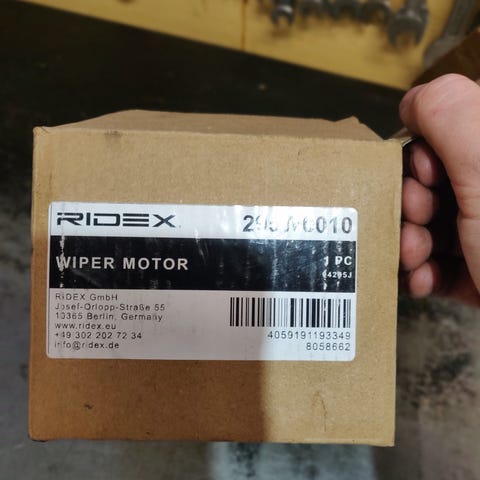 RIDEX 295W0010
WIPER MOTOR 1 PC
RIDEX GmbH
Josef-Orlopp-Straße 55
10365 Berlin, Germany
www.ridex.eu
+49 302 202 72 34 4059191193349
info@ridex.de 8058662